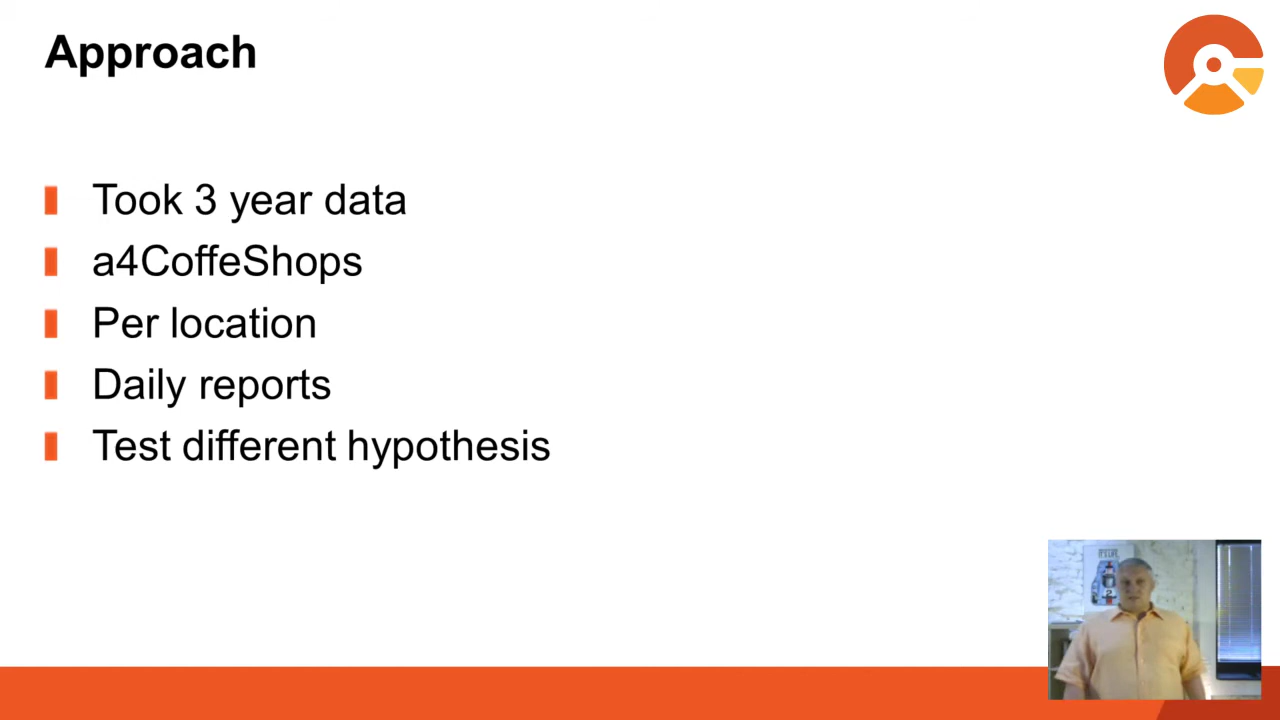 Approach
Took 3 year data
a4CoffeShops
Per location
Daily reports
Test different hypothesis